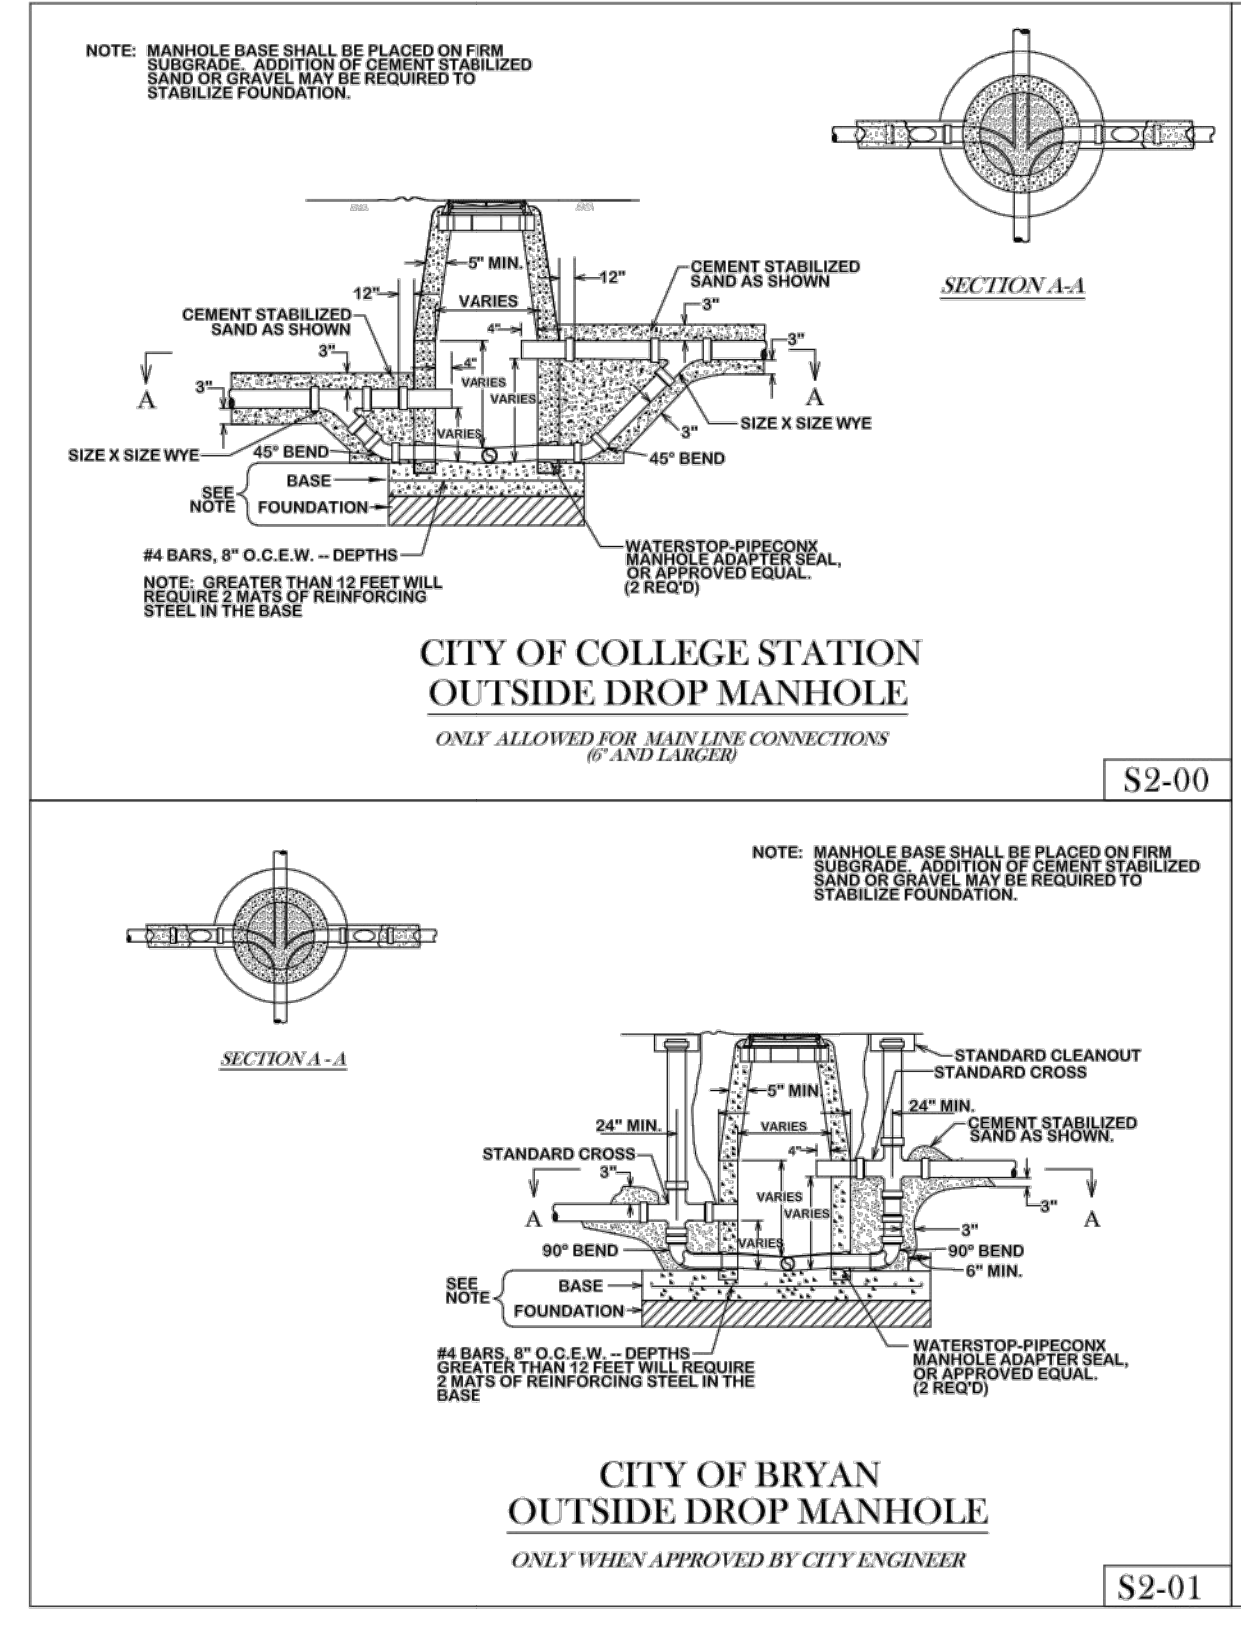 NOTE: MANHOLE BASE SHALL BE PLACED ON FIRM
SUBGRADE. ADDITION OF CEMENT STABILIZED
SAND OR GRAVEL MAY BE REQUIRED TO
STABILIZE FOUNDATION.
SECTION A-A
5" MIN.
12"
12"
VARIES
CEMENT STABILIZED
SAND AS SHOWN
3"
CEMENT STABILIZED
SAND AS SHOWN
4"
3"
3"
4"
A
3"
VARIES
VARIES
A
VARIES
3"
SIZE X SIZE WYE
SIZE X SIZE WYE
45° BEND
45° BEND
BASE
SEE
NOTE
FOUNDATION
#4 BARS, 8" O.C.E.W. -- DEPTHS
NOTE: GREATER THAN 12 FEET WILL
REQUIRE 2 MATS OF REINFORCING
STEEL IN THE BASE
WATERSTOP-PIPECONX
MANHOLE ADAPTER SEAL,
OR APPROVED EQUAL.
(2 REQ'D)
CITY OF COLLEGE STATION
OUTSIDE DROP MANHOLE
ONLY ALLOWED FOR MAIN LINE CONNECTIONS
(6" AND LARGER)
S2-00
NOTE: MANHOLE BASE SHALL BE PLACED ON FIRM
SUBGRADE. ADDITION OF CEMENT STABILIZED
SAND OR GRAVEL MAY BE REQUIRED TO
STABILIZE FOUNDATION.
SECTION A - A
STANDARD CLEANOUT
STANDARD CROSS
5" MIN.
24" MIN.
24" MIN.
VARIES
CEMENT STABILIZED
SAND AS SHOWN.
STANDARD CROSS
4"
3"
VARIES
VARIES
3"
A
A
3"
VARIES
90° BEND
90° BEND
6" MIN.
SEE
NOTE
BASE
FOUNDATION
#4 BARS, 8" O.C.E.W. -- DEPTHS
GREATER THAN 12 FEET WILL REQUIRE
2 MATS OF REINFORCING STEEL IN THE
BASE
WATERSTOP-PIPECONX
MANHOLE ADAPTER SEAL,
OR APPROVED EQUAL.
(2 REQ'D)
CITY OF BRYAN
OUTSIDE DROP MANHOLE
ONLY WHEN APPROVED BY CITY ENGINEER
S2-01